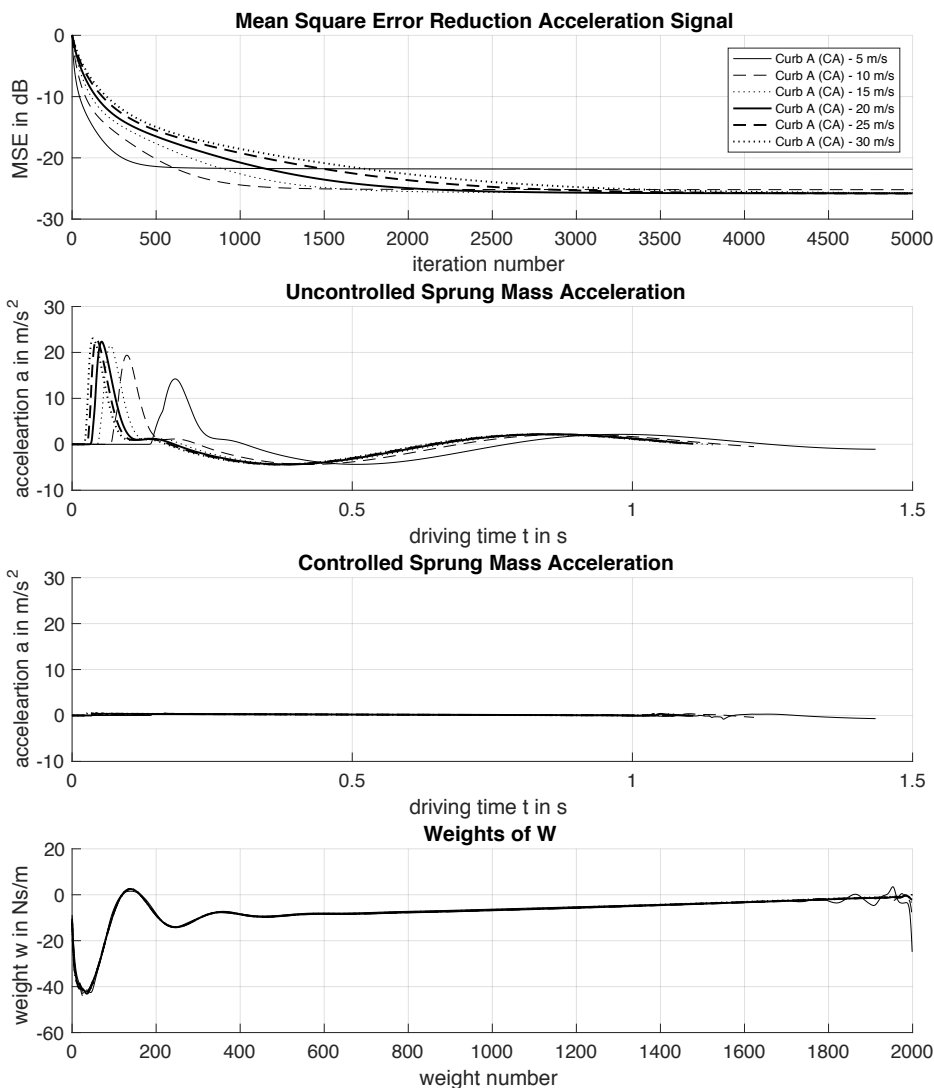 Mean Square Error Reduction Acceleration Signal
0
-10
-20
-30
MSE in dB
Curb A (CA) - 5 m/s
Curb A (CA) - 10 m/s
Curb A (CA) - 15 m/s
Curb A (CA) - 20 m/s
Curb A (CA) - 25 m/s
Curb A (CA) - 30 m/s
0 500 1000 1500 2000 2500 3000 3500 4000 4500 5000
iteration number
Uncontrolled Sprung Mass Acceleration
30
20
10
0
-10
acceleartion a in m/s²
0 0.5 1 1.5
driving time t in s
Controlled Sprung Mass Acceleration
30
20
10
0
-10
acceleartion a in m/s²
0 0.5 1 1.5
driving time t in s
Weights of W
20
0
-20
-40
-60
weight w in Ns/m
0 200 400 600 800 1000 1200 1400 1600 1800 2000
weight number